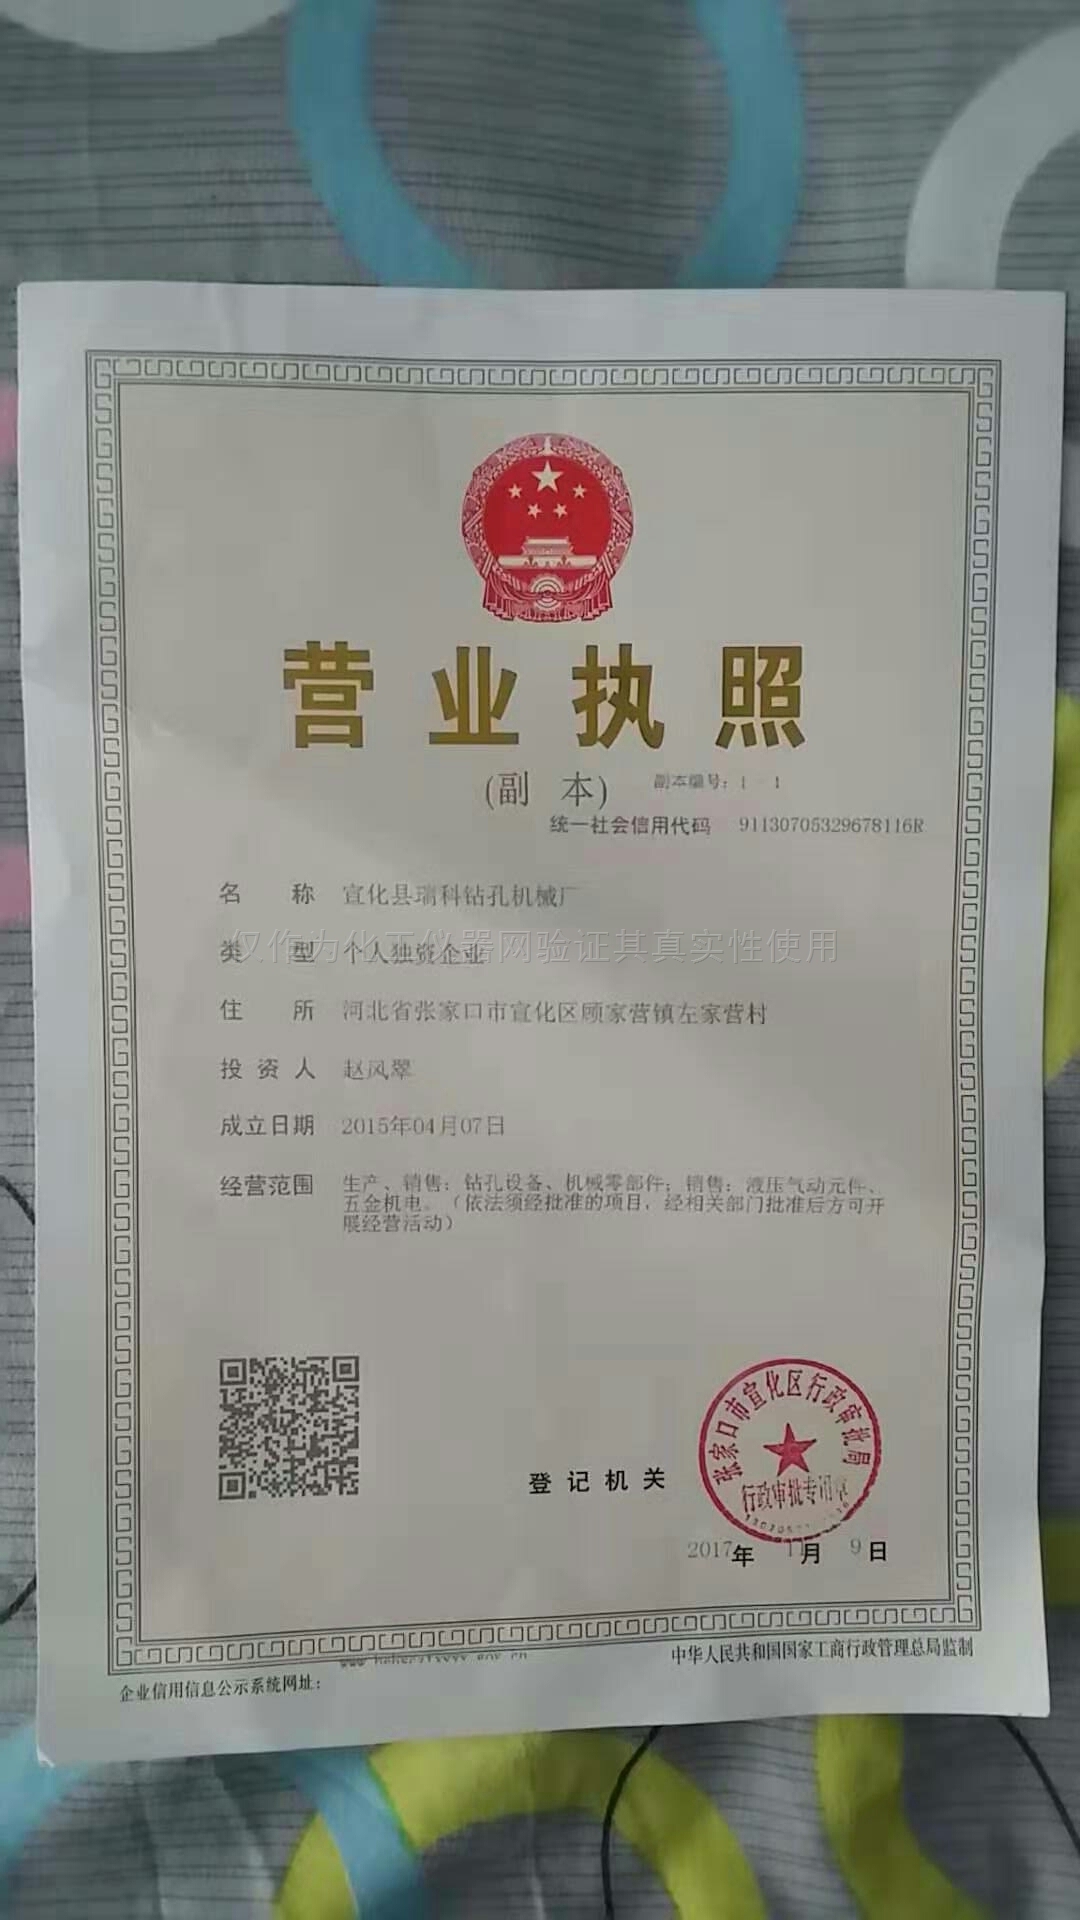 营业执照
(副 本) 副本编号：1-1
统一社会信用代码 91130705329678116R
名 称 宣化县瑞科钻孔机械厂
仅作为化工仪器网验证其真实性使用
类 型 个人独资企业
住 所 河北省张家口市宣化区顾家营镇左家营村
投 资 人 赵风翠
成立日期 2015年04月07日
经营范围 生产、销售：钻孔设备、机械零部件；销售：液压气动元件、
五金机电。（依法须经批准的项目，经相关部门批准后方可开
展经营活动）
张家口市宣化区行政审批局
行政审批专用章
登 记 机 关
2017年 11月 9日
中华人民共和国国家工商行政管理总局监制
企业信用信息公示系统网址：